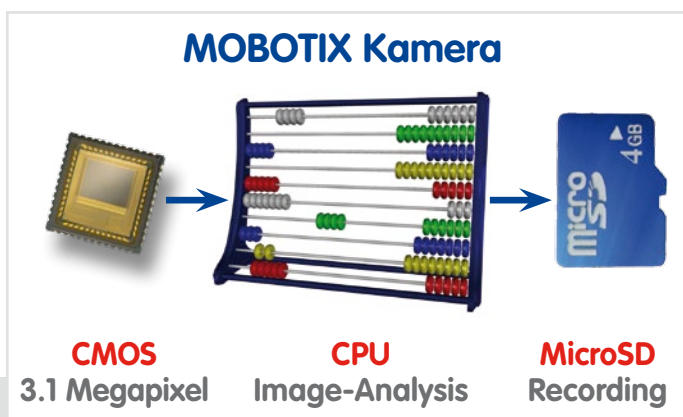 MOBOTIX Kamera
4GB
micro
SD
CMOS
CPU
MicroSD
3.1 Megapixel
Image-Analysis
Recording